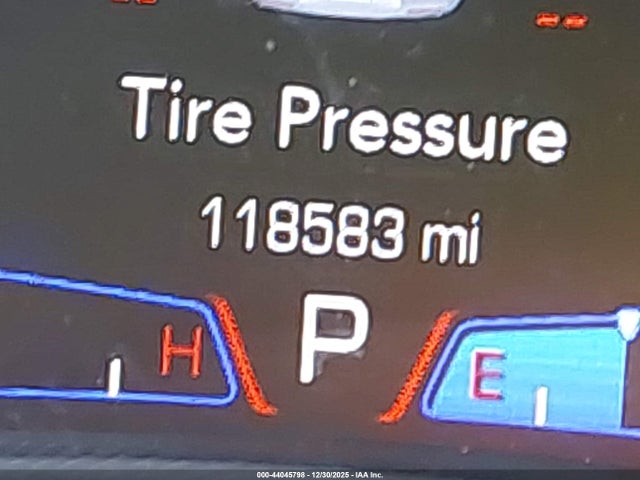 -- --
Tire Pressure
118583 mi
P
H
E
000-44045798 - 12/30/2025 - IAA Inc.